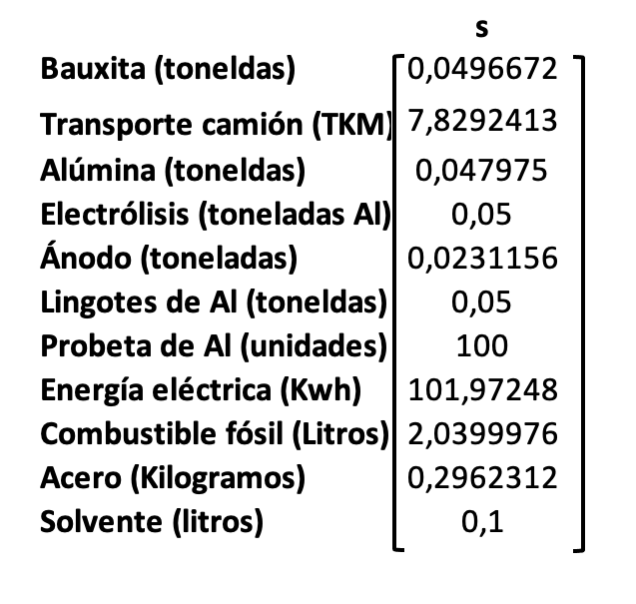 s
Bauxita (toneldas) 0,0496672
Transporte camión (TKM) 7,8292413
Alúmina (toneldas) 0,047975
Electrólisis (toneladas Al) 0,05
Ánodo (toneladas) 0,0231156
Lingotes de Al (toneldas) 0,05
Probeta de Al (unidades) 100
Energía eléctrica (Kwh) 101,97248
Combustible fósil (Litros) 2,0399976
Acero (Kilogramos) 0,2962312
Solvente (litros) 0,1